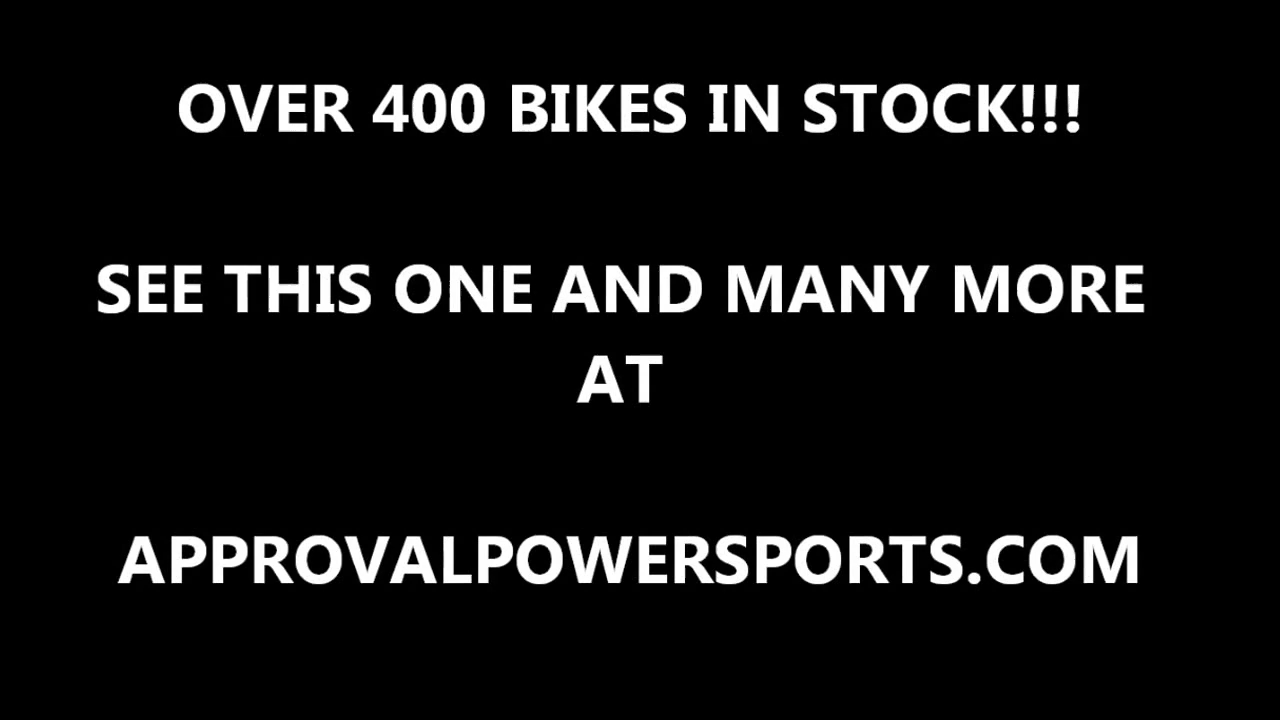 OVER 400 BIKES IN STOCK!!!
SEE THIS ONE AND MANY MORE
AT
APPROVALPOWERSPORTS.COM